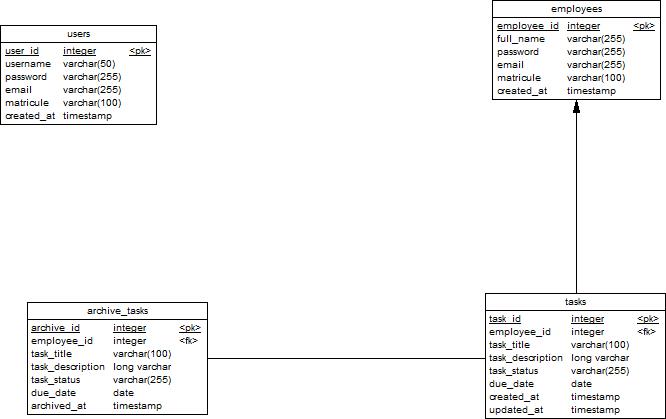 users
user_id integer <pk>
username varchar(50)
password varchar(255)
email varchar(255)
matricule varchar(100)
created_at timestamp
employees
employee_id integer <pk>
full_name varchar(255)
password varchar(255)
email varchar(255)
matricule varchar(100)
created_at timestamp
archive_tasks
archive_id integer <pk>
employee_id integer <fk>
task_title varchar(100)
task_description long varchar
task_status varchar(255)
due_date date
archived_at timestamp
tasks
task_id integer <pk>
employee_id integer <fk>
task_title varchar(100)
task_description long varchar
task_status varchar(255)
due_date date
created_at timestamp
updated_at timestamp